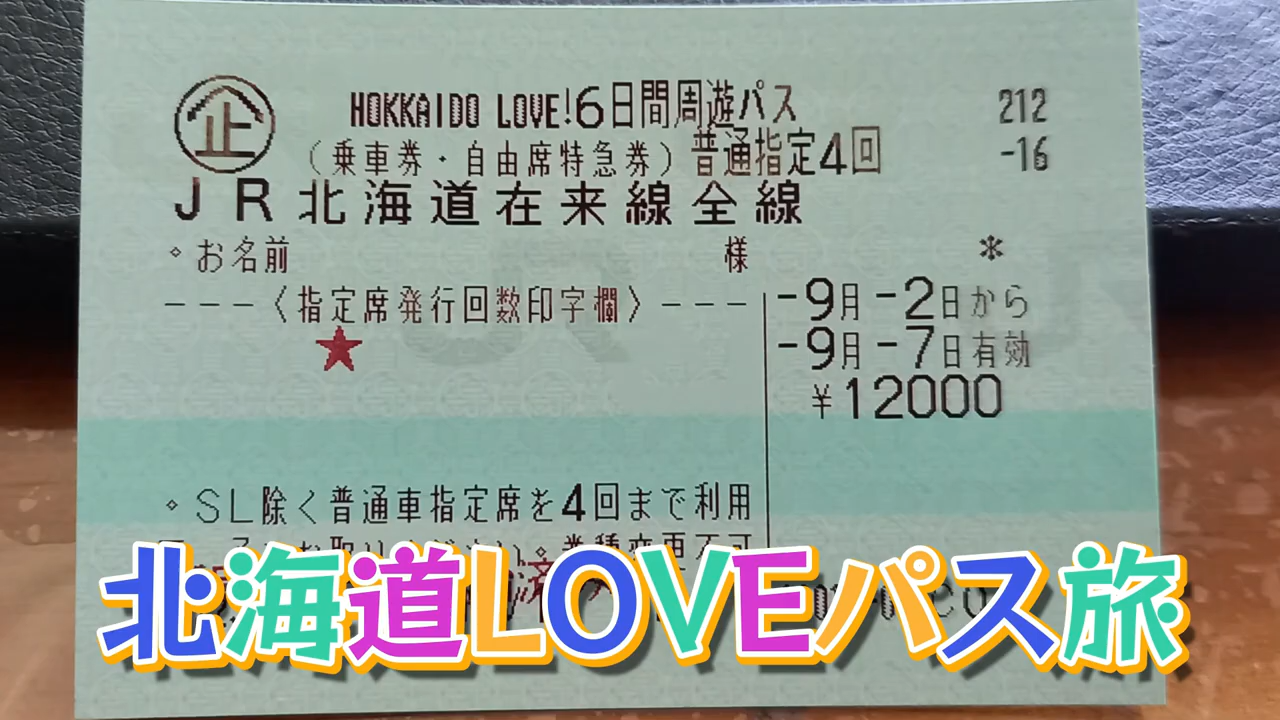 企 HOKKAIDO LOVE!6日間周遊パス 212
(乗車券・自由席特急券) 普通指定4回 -16
JR北海道在来線全線
◦お名前 様 ✻
---〈指定席発行回数印字欄〉---
-9月-2日から
★ -9月-7日有効
¥12000
◦SL除く普通車指定席を4回まで利用
北海道LOVEパス旅